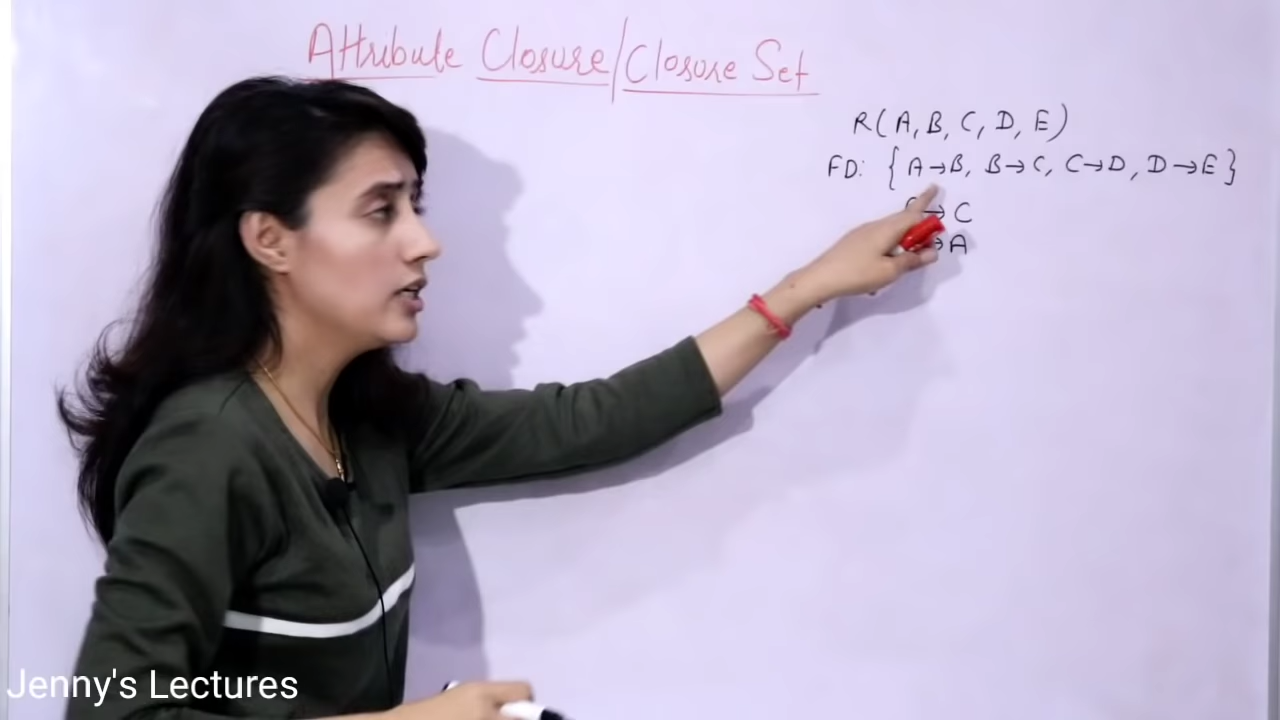 Attribute Closure/Closure Set
R(A, B, C, D, E)
FD: { A→B, B→C, C→D, D→E }
→ C
→ A
Jenny's Lectures